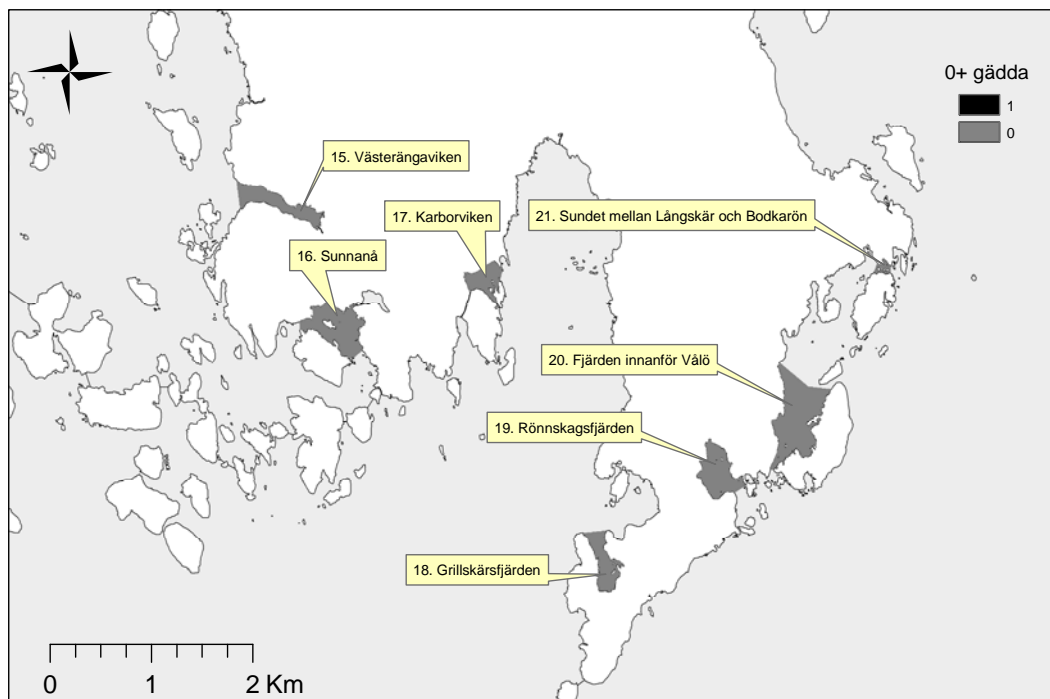 0+ gädda
1
0
15. Västerängaviken
17. Karborviken
21. Sundet mellan Långskär och Bodkarön
16. Sunnanå
20. Fjärden innanför Vålö
19. Rönnskagsfjärden
18. Grillskärsfjärden
0 1 2 Km